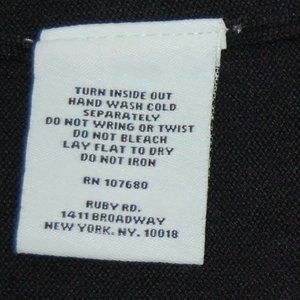 TURN INSIDE OUT
HAND WASH COLD
SEPARATELY
DO NOT WRING OR TWIST
DO NOT BLEACH
LAY FLAT TO DRY
DO NOT IRON
RN 107680
RUBY RD.
1411 BROADWAY
NEW YORK. NY. 10018